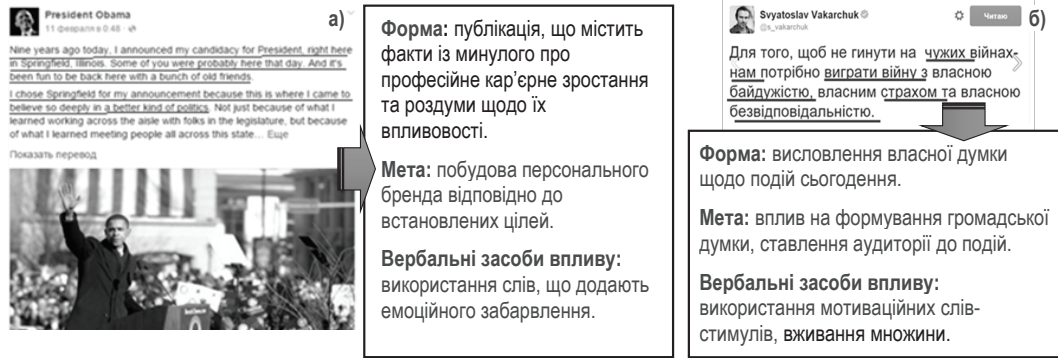 President Obama
11 февраля в 0:48
а)
Nine years ago today, I announced my candidacy for President, right here
in Springfield, Illinois. Some of you were probably here that day. And it's
been fun to be back here with a bunch of old friends.
I chose Springfield for my announcement because this is where I came to
believe so deeply in a better kind of politics. Not just because of what I
learned working across the aisle with folks in the legislature, but because
of what I learned meeting people all across this state… Еще
Показать перевод
Форма: публікація, що містить
факти із минулого про
професійне кар’єрне зростання
та роздуми щодо їх
впливовості.
Мета: побудова персонального
бренда відповідно до
встановлених цілей.
Вербальні засоби впливу:
використання слів, що додають
емоційного забарвлення.
Svyatoslav Vakarchuk
@s_vakarchuk
Читаю
б)
Для того, щоб не гинути на чужих війнах-
нам потрібно виграти війну з власною
байдужістю, власним страхом та власною
безвідповідальністю.
Форма: висловлення власної думки
щодо подій сьогодення.
Мета: вплив на формування громадської
думки, ставлення аудиторії до подій.
Вербальні засоби впливу:
використання мотиваційних слів-
стимулів, вживання множини.